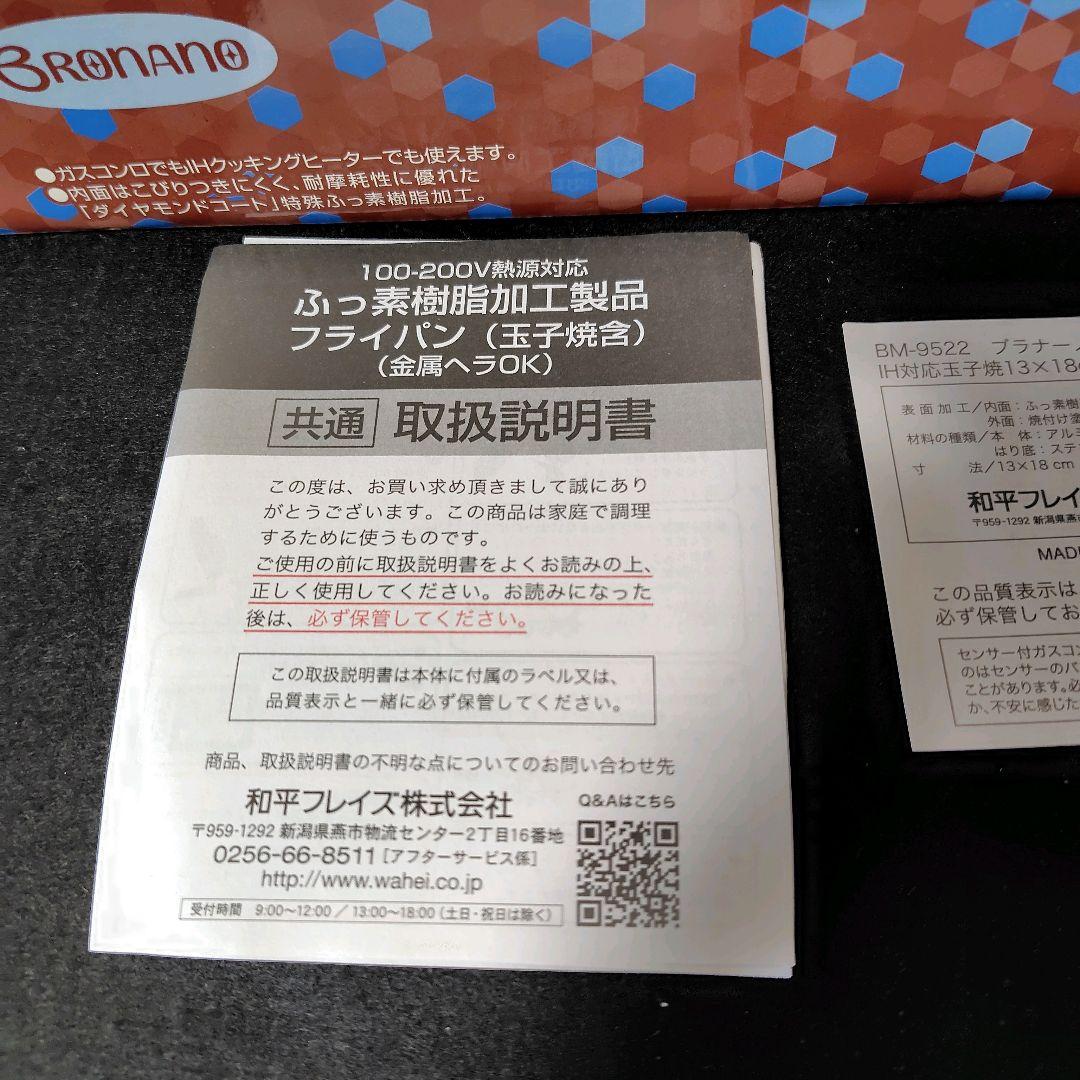 BRONANO
●ガスコンロでもIHクッキングヒーターでも使えます。
●内面はこびりつきにくく、耐摩耗性に優れた
「ダイヤモンドコート」特殊ふっ素樹脂加工。
100-200V熱源対応
ふっ素樹脂加工製品
フライパン（玉子焼含）
（金属ヘラOK）
共通 取扱説明書
この度は、お買い求め頂きまして誠にあり
がとうございます。この商品は家庭で調理
するために使うものです。
ご使用の前に取扱説明書をよくお読みの上、
正しく使用してください。お読みになった
後は、必ず保管してください。
この取扱説明書は本体に付属のラベル又は、
品質表示と一緒に必ず保管してください。
商品、取扱説明書の不明な点についてのお問い合わせ先
和平フレイズ株式会社
〒959-1292 新潟県燕市物流センター2丁目16番地
0256-66-8511［アフターサービス係］
http://www.wahei.co.jp
受付時間 9:00〜12:00／13:00〜18:00（土日・祝日は除く）
Q&Aはこちら
BM-9522 ブラナー
IH対応玉子焼13×18
表面加工／内面：ふっ素樹
外面：焼付け塗
材料の種類／本 体：アルミ
はり底：ステ
寸 法／13×18cm
和平フレイ
〒959-1292 新潟県燕
MAD
この品質表示は
必ず保管してお
センサー付ガスコン
のはセンサーのバ
ことがあります。必
か、不安に感じた